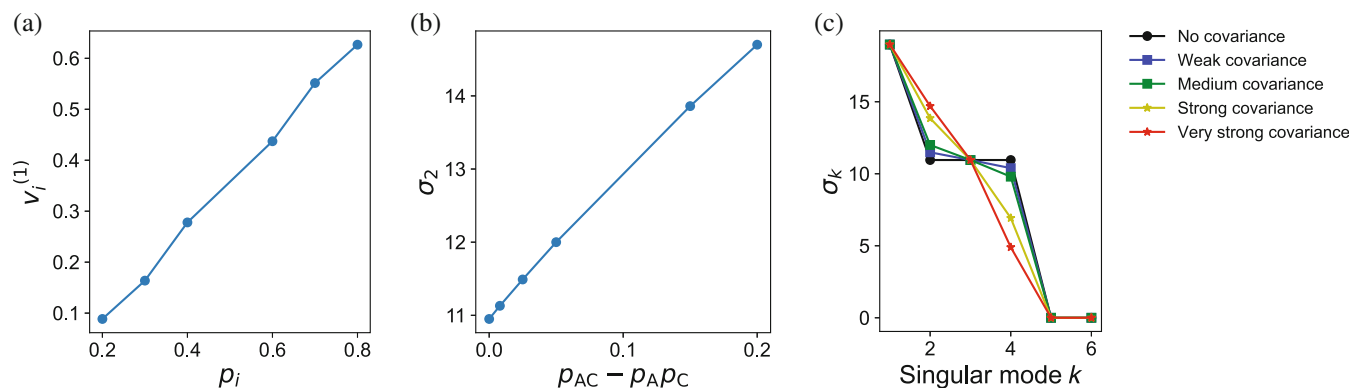 (a)
0.6
0.5
0.4
0.3
0.2
0.1
v_i^(1)
0.2 0.4 0.6 0.8
p_i
(b)
14
13
12
11
σ_2
0.0 0.1 0.2
p_AC − p_A p_C
(c)
15
10
5
0
σ_k
2 4 6
Singular mode k
No covariance
Weak covariance
Medium covariance
Strong covariance
Very strong covariance